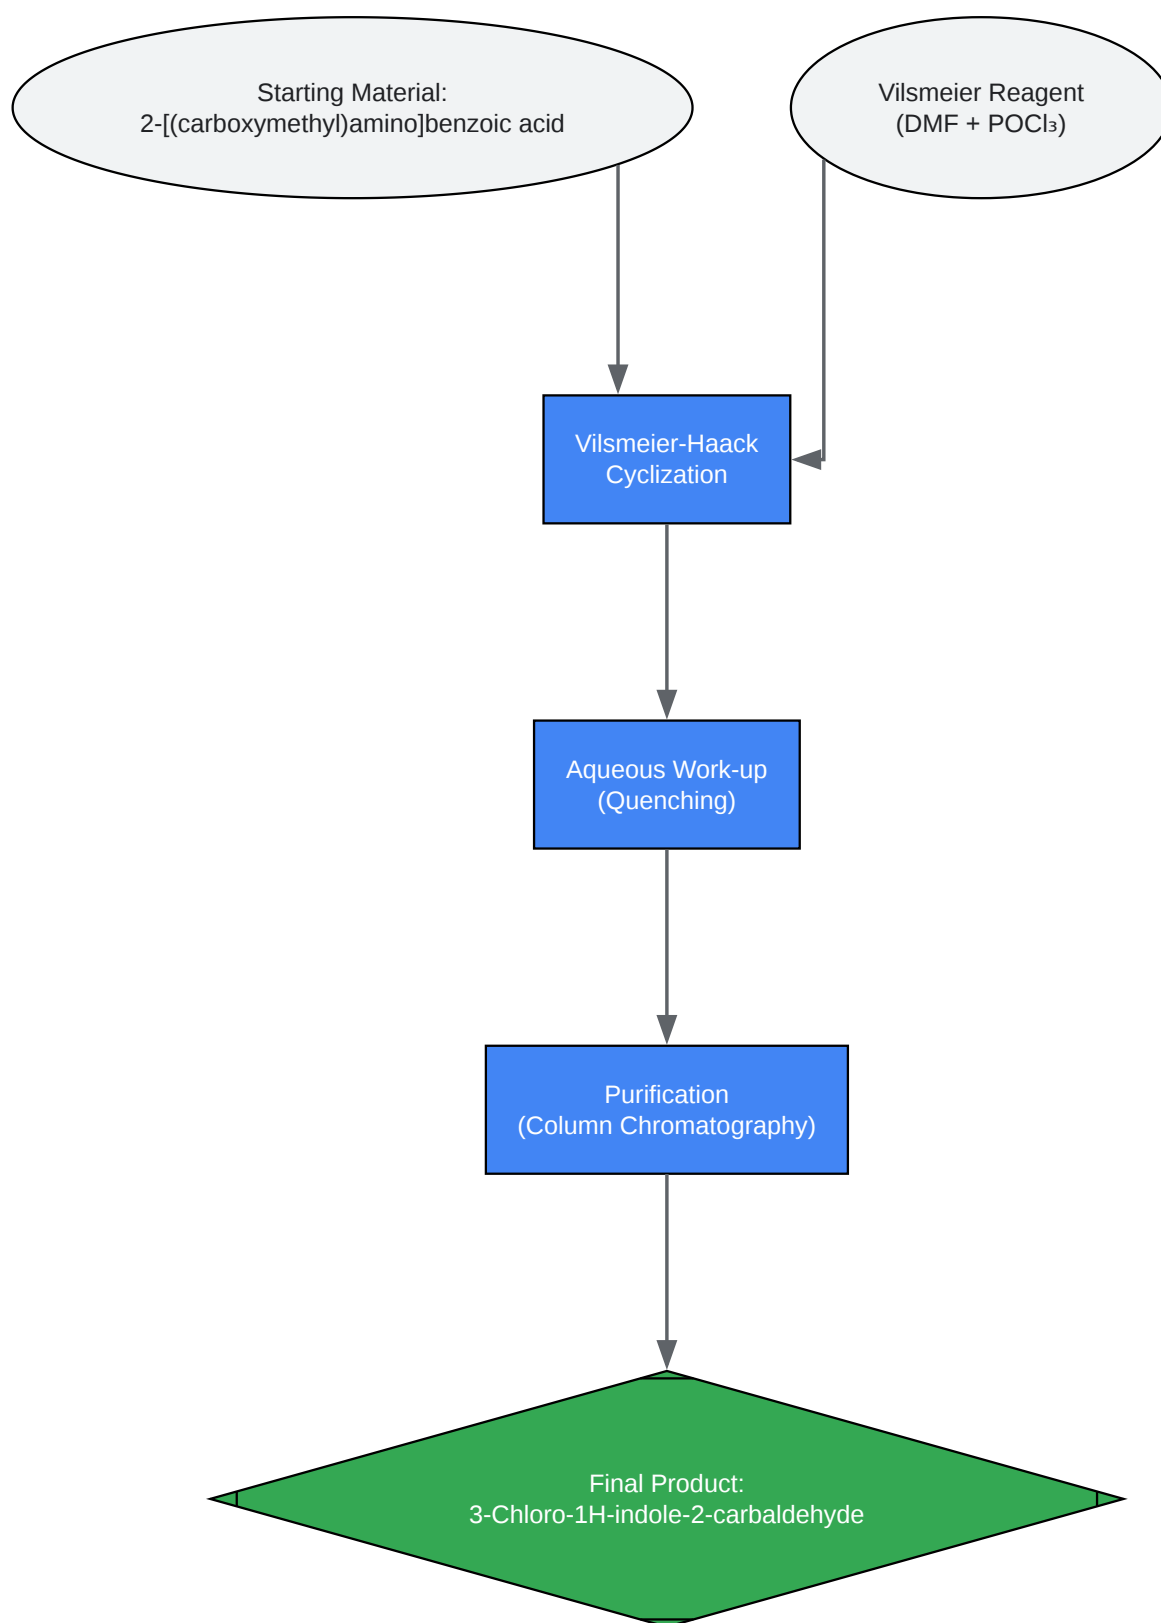 Starting Material:
2-[(carboxymethyl)amino]benzoic acid
Vilsmeier Reagent
(DMF + POCl₃)
Vilsmeier-Haack
Cyclization
Aqueous Work-up
(Quenching)
Purification
(Column Chromatography)
Final Product:
3-Chloro-1H-indole-2-carbaldehyde